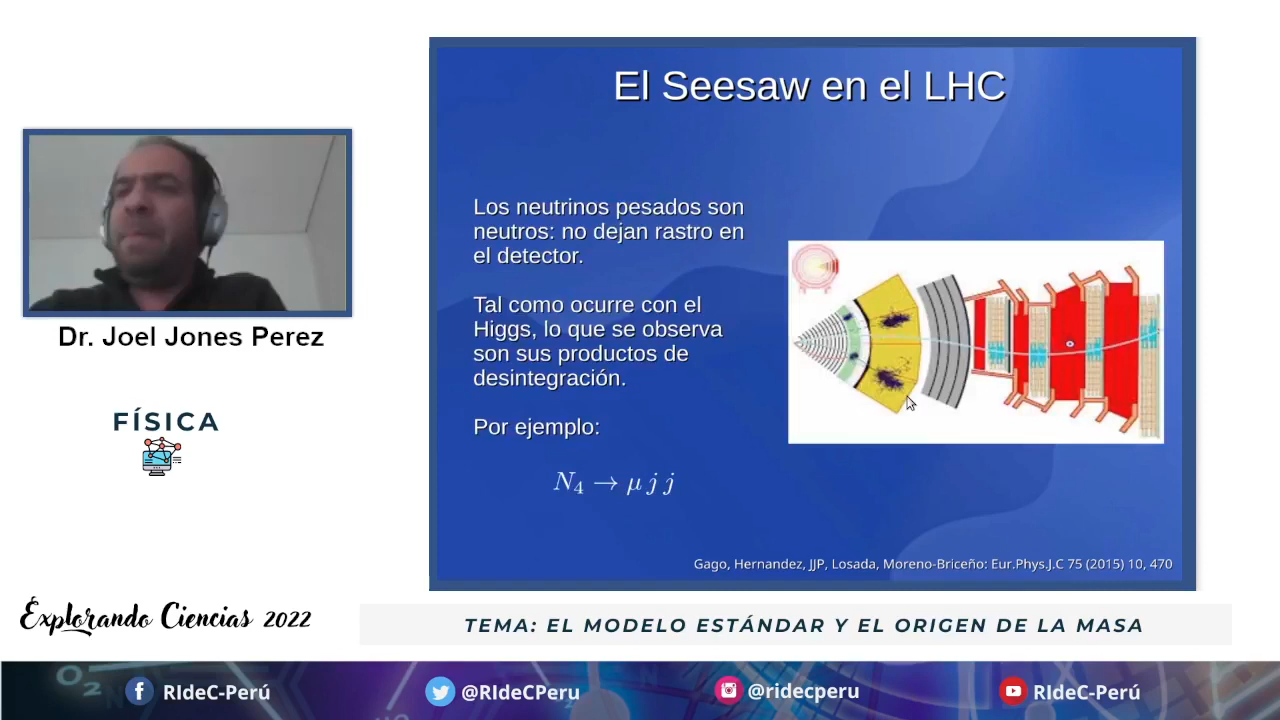 El Seesaw en el LHC
Los neutrinos pesados son
neutros: no dejan rastro en
el detector.
Tal como ocurre con el
Higgs, lo que se observa
son sus productos de
desintegración.
Por ejemplo:
N₄ → μ j j
Gago, Hernandez, JJP, Losada, Moreno-Briceño: Eur.Phys.J.C 75 (2015) 10, 470
Dr. Joel Jones Perez
FÍSICA
Explorando Ciencias 2022
TEMA: EL MODELO ESTÁNDAR Y EL ORIGEN DE LA MASA
O₂
RIdeC-Perú
@RIdeCPeru
@ridecperu
RIdeC-Perú